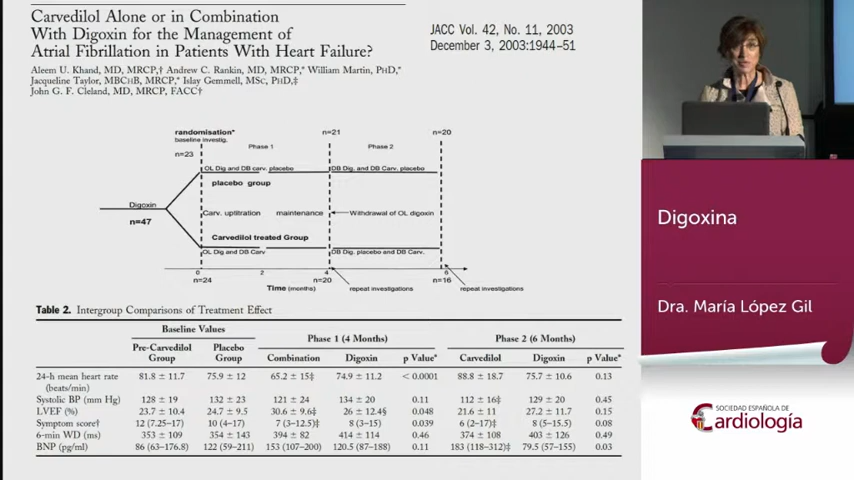 Carvedilol Alone or in Combination
With Digoxin for the Management of
Atrial Fibrillation in Patients With Heart Failure?
Aleem U. Khand, MD, MRCP,† Andrew C. Rankin, MD, MRCP,* William Martin, PHD,*
Jacqueline Taylor, MBCHB, MRCP,* Islay Gemmell, MSC, PHD,‡
John G. F. Cleland, MD, MRCP, FACC†
JACC Vol. 42, No. 11, 2003
December 3, 2003:1944–51
randomisation*
baseline investig.
n=23
Phase 1
n=21
Phase 2
n=20
OL Dig and DB carv. placebo
DB Dig. and DB Carv. placebo
placebo group
Digoxin
n=47
Carv. uptitration maintenance
Withdrawal of OL digoxin
Carvedilol treated Group
OL Dig and DB Carv
DB Dig. placebo and DB Carv.
0 2 4 6
n=24
n=20
n=16
Time (months)
repeat investigations
repeat investigations
Table 2. Intergroup Comparisons of Treatment Effect
Baseline Values Phase 1 (4 Months) Phase 2 (6 Months)
Pre-Carvedilol Group Placebo Group Combination Digoxin p Value* Carvedilol Digoxin p Value*
24-h mean heart rate (beats/min) 81.8 ± 11.7 75.9 ± 12 65.2 ± 15‡ 74.9 ± 11.2 < 0.0001 88.8 ± 18.7 75.7 ± 10.6 0.13
Systolic BP (mm Hg) 128 ± 19 132 ± 23 121 ± 24 134 ± 20 0.11 112 ± 16‡ 129 ± 20 0.45
LVEF (%) 23.7 ± 10.4 24.7 ± 9.5 30.6 ± 9.6‡ 26 ± 12.4§ 0.048 21.6 ± 11 27.2 ± 11.7 0.15
Symptom score† 12 (7.25–17) 10 (4–17) 7 (3–12.5)‡ 8 (3–15) 0.039 6 (2–17)‡ 8 (5–15.5) 0.08
6-min WD (ms) 353 ± 109 354 ± 143 394 ± 82 414 ± 114 0.46 374 ± 108 403 ± 126 0.49
BNP (pg/ml) 86 (63–176.8) 122 (59–211) 153 (107–200) 120.5 (87–188) 0.11 183 (118–312)‡ 79.5 (57–155) 0.03
Digoxina
Dra. María López Gil
SOCIEDAD ESPAÑOLA DE
Cardiología